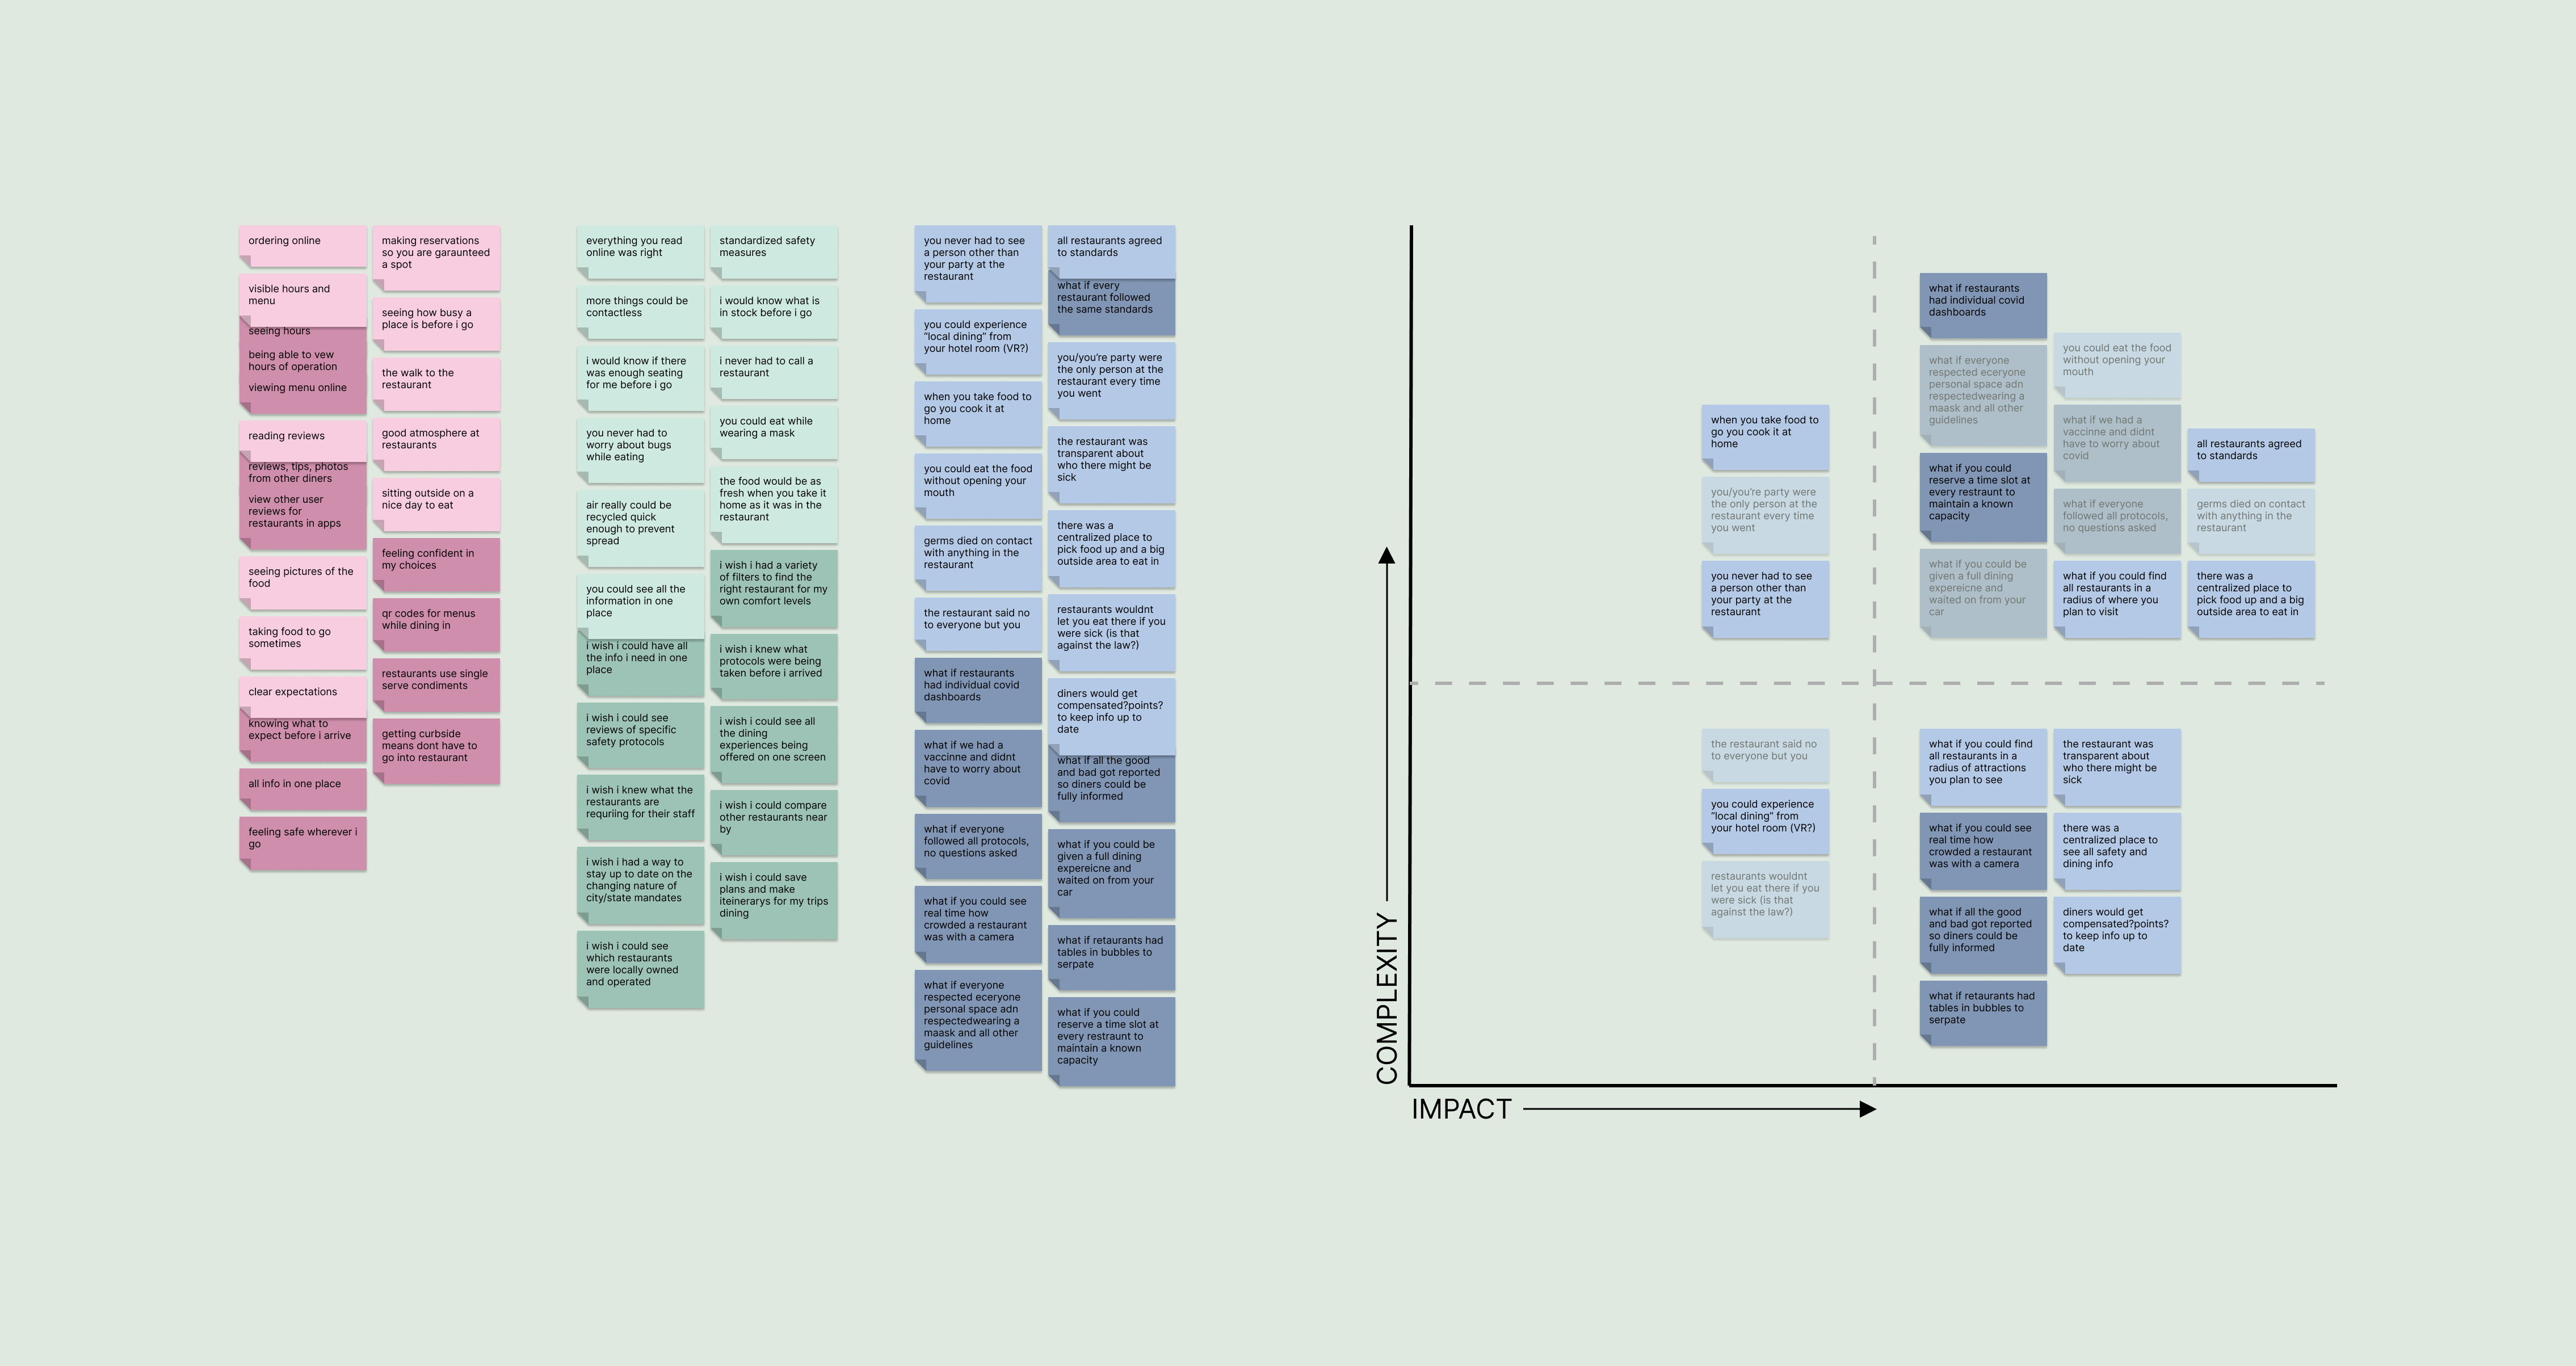 ordering online
visible hours and
menu
seeing hours
being able to vew
hours of operation
viewing menu online
reading reviews
reviews, tips, photos
from other diners
view other user
reviews for
restaurants in apps
seeing pictures of the
food
taking food to go
sometimes
clear expectations
knowing what to
expect before i arrive
all info in one place
feeling safe wherever i
go
making reservations
so you are garaunteed
a spot
seeing how busy a
place is before i go
the walk to the
restaurant
good atmosphere at
restaurants
sitting outside on a
nice day to eat
feeling confident in
my choices
qr codes for menus
while dining in
restaurants use single
serve condiments
getting curbside
means dont have to
go into restaurant
everything you read
online was right
more things could be
contactless
i would know if there
was enough seating
for me before i go
you never had to
worry about bugs
while eating
air really could be
recycled quick
enough to prevent
spread
you could see all the
information in one
place
i wish i could have all
the info i need in one
place
i wish i could see
reviews of specific
safety protocols
i wish i knew what the
restaurants are
requriing for their staff
i wish i had a way to
stay up to date on the
changing nature of
city/state mandates
i wish i could see
which restaurants
were locally owned
and operated
standardized safety
measures
i would know what is
in stock before i go
i never had to call a
restaurant
you could eat while
wearing a mask
the food would be as
fresh when you take it
home as it was in the
restaurant
i wish i had a variety
of filters to find the
right restaurant for my
own comfort levels
i wish i knew what
protocols were being
taken before i arrived
i wish i could see all
the dining
experiences being
offered on one screen
i wish i could compare
other restaurants near
by
i wish i could save
plans and make
iteinerarys for my trips
dining
you never had to see
a person other than
your party at the
restaurant
you could experience
"local dining" from
your hotel room (VR?)
when you take food to
go you cook it at
home
you could eat the food
without opening your
mouth
germs died on contact
with anything in the
restaurant
the restaurant said no
to everyone but you
what if restaurants
had individual covid
dashboards
what if we had a
vaccinne and didnt
have to worry about
covid
what if everyone
followed all protocols,
no questions asked
what if you could see
real time how
crowded a restaurant
was with a camera
what if everyone
respected eceryone
personal space adn
respectedwearing a
maask and all other
guidelines
all restaurants agreed
to standards
what if every
restaurant followed
the same standards
you/you're party were
the only person at the
restaurant every time
you went
the restaurant was
transparent about
who there might be
sick
there was a
centralized place to
pick food up and a big
outside area to eat in
restaurants wouldnt
let you eat there if you
were sick (is that
against the law?)
diners would get
compensated?points?
to keep info up to
date
what if all the good
and bad got reported
so diners could be
fully informed
what if you could be
given a full dining
expereicne and
waited on from your
car
what if retaurants had
tables in bubbles to
serpate
what if you could
reserve a time slot at
every restraunt to
maintain a known
capacity
COMPLEXITY
IMPACT
when you take food to
go you cook it at
home
you/you're party were
the only person at the
restaurant every time
you went
you never had to see
a person other than
your party at the
restaurant
what if restaurants
had individual covid
dashboards
what if everyone
respected eceryone
personal space adn
respectedwearing a
maask and all other
guidelines
what if you could
reserve a time slot at
every restraunt to
maintain a known
capacity
what if you could be
given a full dining
expereicne and
waited on from your
car
you could eat the food
without opening your
mouth
what if we had a
vaccinne and didnt
have to worry about
covid
what if everyone
followed all protocols,
no questions asked
what if you could find
all restaurants in a
radius of where you
plan to visit
all restaurants agreed
to standards
germs died on contact
with anything in the
restaurant
there was a
centralized place to
pick food up and a big
outside area to eat in
the restaurant said no
to everyone but you
you could experience
"local dining" from
your hotel room (VR?)
restaurants wouldnt
let you eat there if you
were sick (is that
against the law?)
what if you could find
all restaurants in a
radius of attractions
you plan to see
what if you could see
real time how
crowded a restaurant
was with a camera
what if all the good
and bad got reported
so diners could be
fully informed
what if retaurants had
tables in bubbles to
serpate
the restaurant was
transparent about
who there might be
sick
there was a
centralized place to
see all safety and
dining info
diners would get
compensated?points?
to keep info up to
date